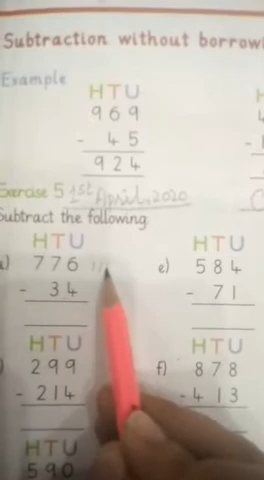 Subtraction without borrow
Example
HTU
969
- 45
924
Exercise 5 1st April, 2020
Subtract the following
HTU HTU
776 e) 584
- 34 - 71
HTU HTU
299 f) 878
- 214 - 413
HTU
590